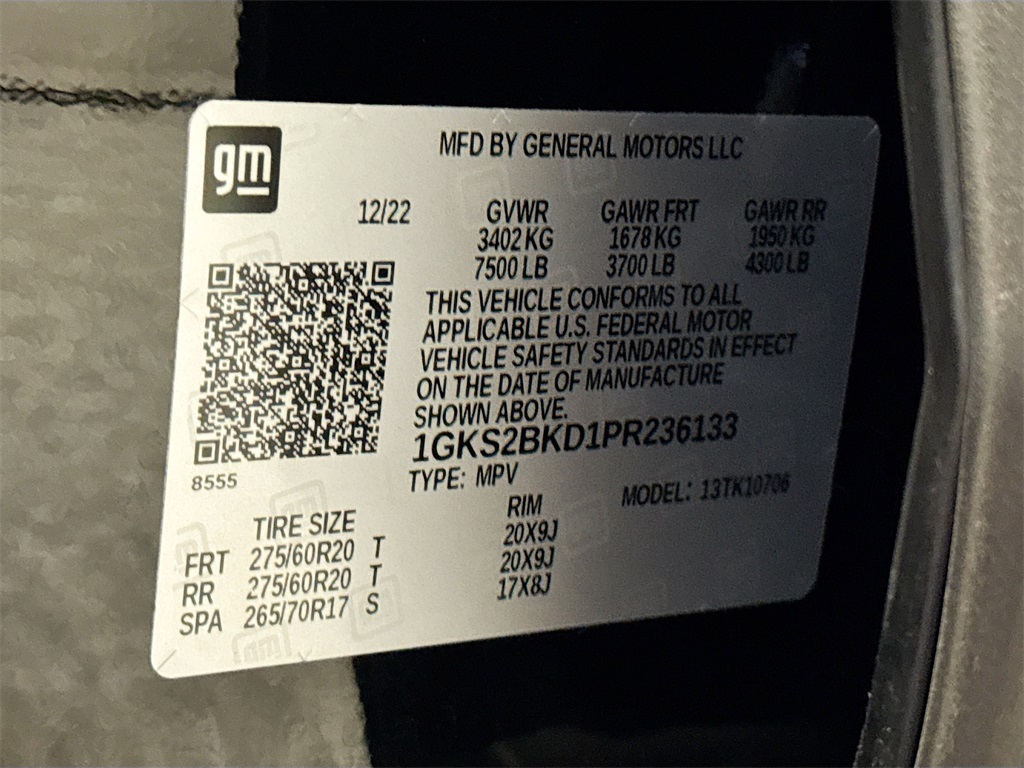 gm
MFD BY GENERAL MOTORS LLC
12/22 GVWR GAWR FRT GAWR RR
3402 KG 1678 KG 1950 KG
7500 LB 3700 LB 4300 LB
THIS VEHICLE CONFORMS TO ALL
APPLICABLE U.S. FEDERAL MOTOR
VEHICLE SAFETY STANDARDS IN EFFECT
ON THE DATE OF MANUFACTURE
SHOWN ABOVE.
1GKS2BKD1PR236133
8555
TYPE: MPV MODEL: 13TK10706
TIRE SIZE RIM
FRT 275/60R20 T 20X9J
RR 275/60R20 T 20X9J
SPA 265/70R17 S 17X8J